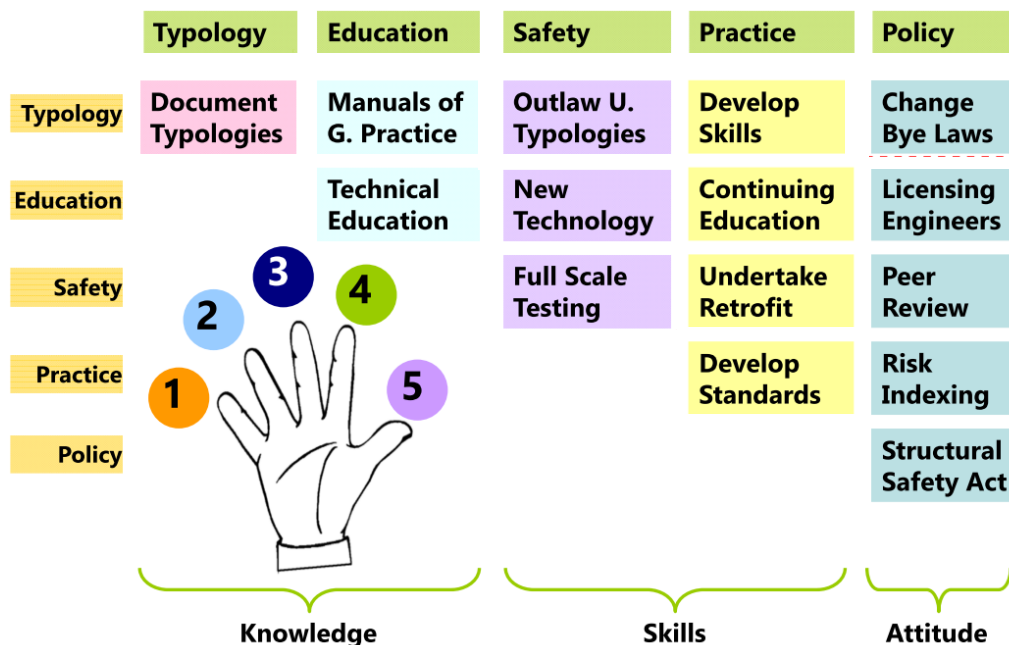 Typology Education Safety Practice Policy
Typology
Document
Typologies
Manuals of
G. Practice
Outlaw U.
Typologies
Develop
Skills
Change
Bye Laws
Education
Technical
Education
New
Technology
Continuing
Education
Licensing
Engineers
Safety
Full Scale
Testing
Undertake
Retrofit
Peer
Review
Practice
Develop
Standards
Risk
Indexing
Policy
Structural
Safety Act
1
2
3
4
5
Knowledge
Skills
Attitude